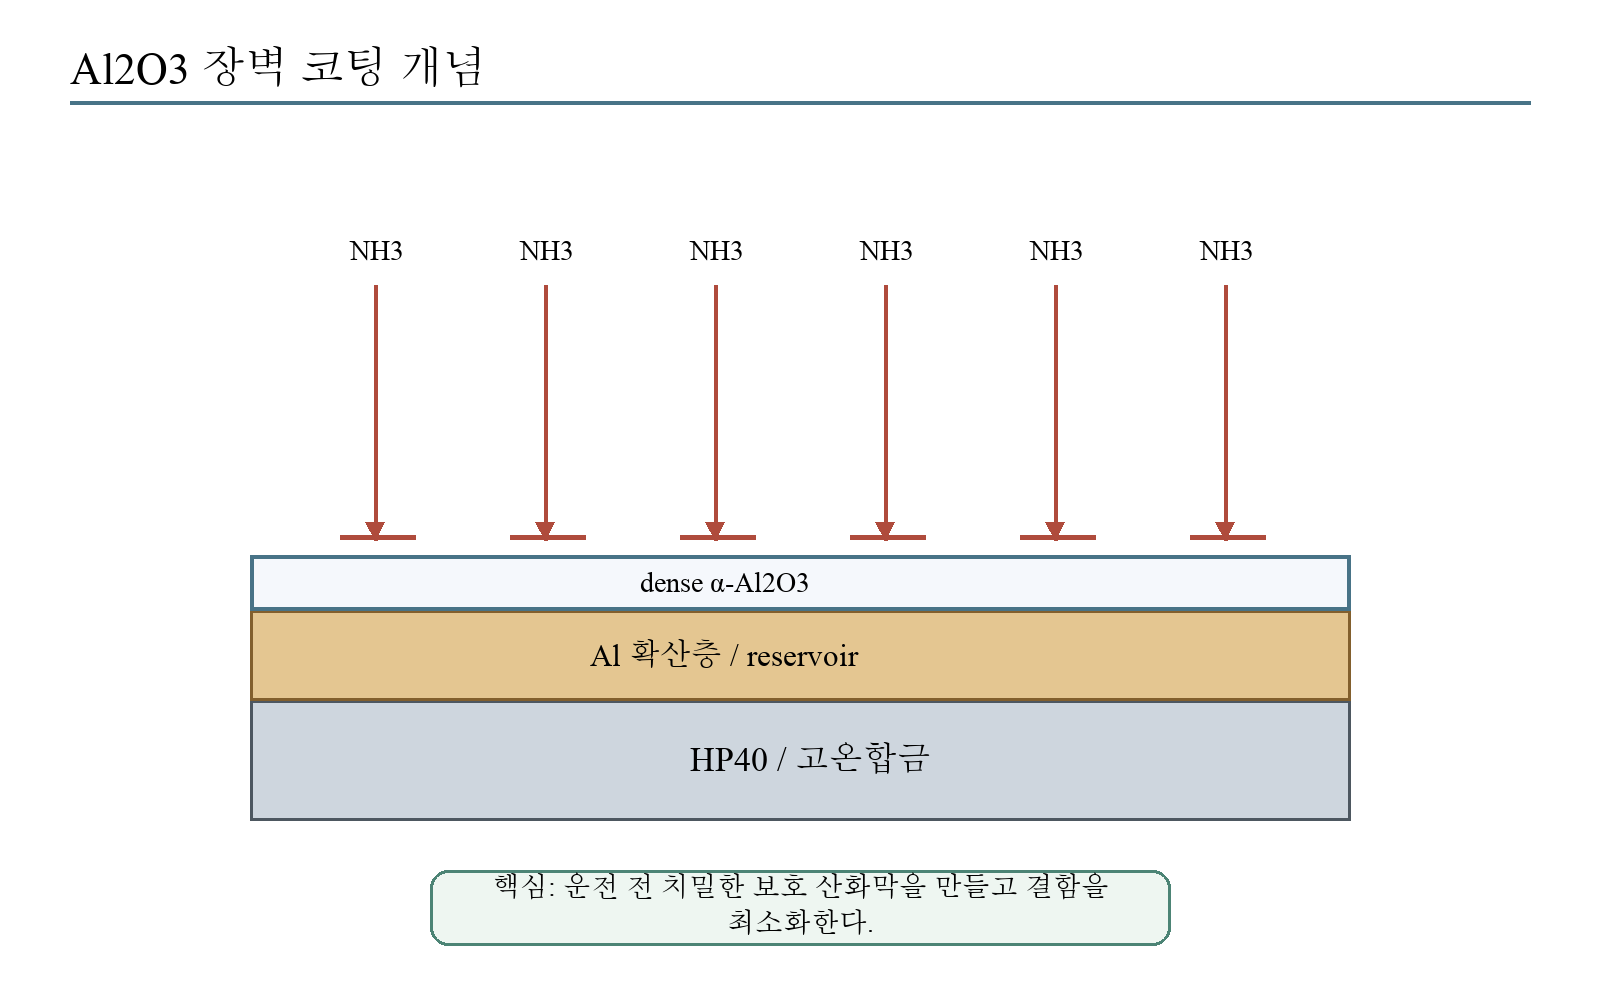 Al2O3 장벽 코팅 개념
NH3 NH3 NH3 NH3 NH3 NH3
dense α-Al2O3
Al 확산층 / reservoir
HP40 / 고온합금
핵심: 운전 전 치밀한 보호 산화막을 만들고 결함을
최소화한다.